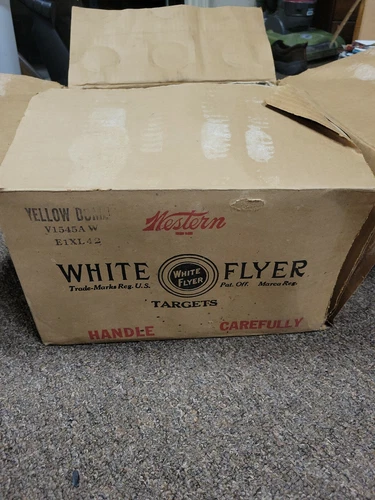 YELLOW DOME
V1545A W
E1XL42
Western
WHITE FLYER
WHITE
FLYER
Trade-Marks Reg. U.S. Pat. Off. Marca Reg.
TARGETS
HANDLE CAREFULLY